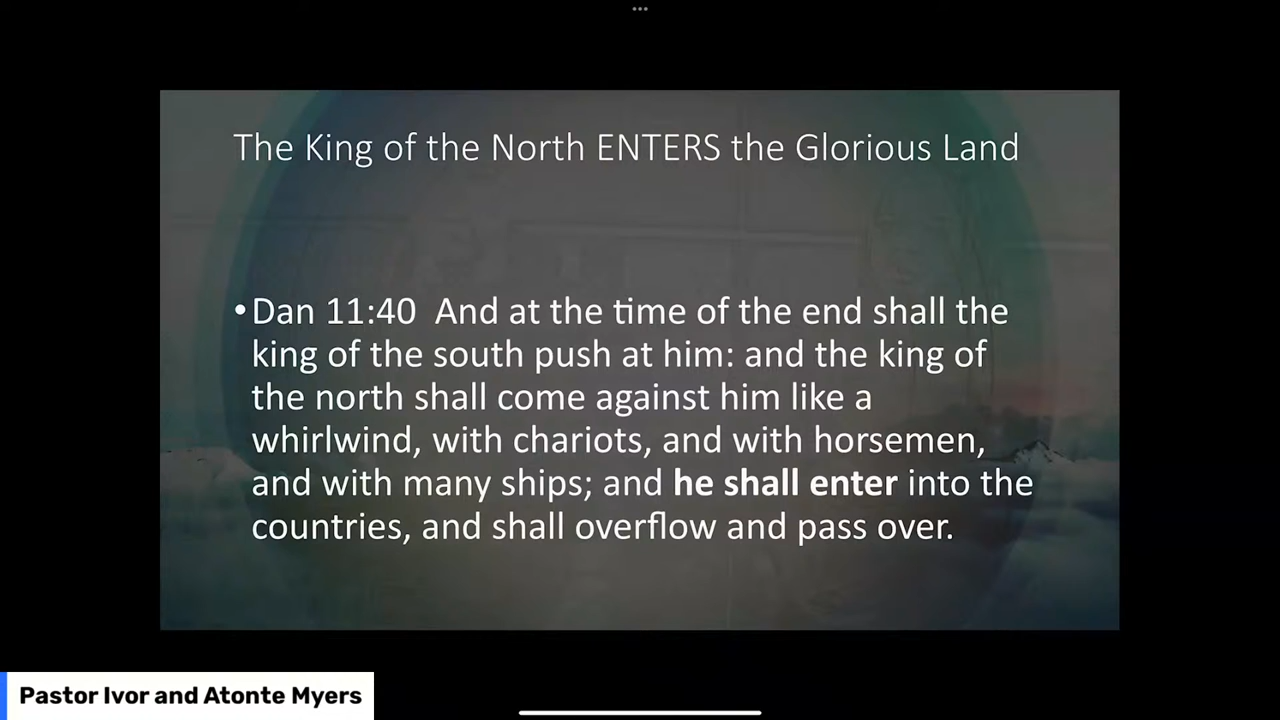 The King of the North ENTERS the Glorious Land
•Dan 11:40  And at the time of the end shall the
king of the south push at him: and the king of
the north shall come against him like a
whirlwind, with chariots, and with horsemen,
and with many ships; and he shall enter into the
countries, and shall overflow and pass over.
Pastor Ivor and Atonte Myers